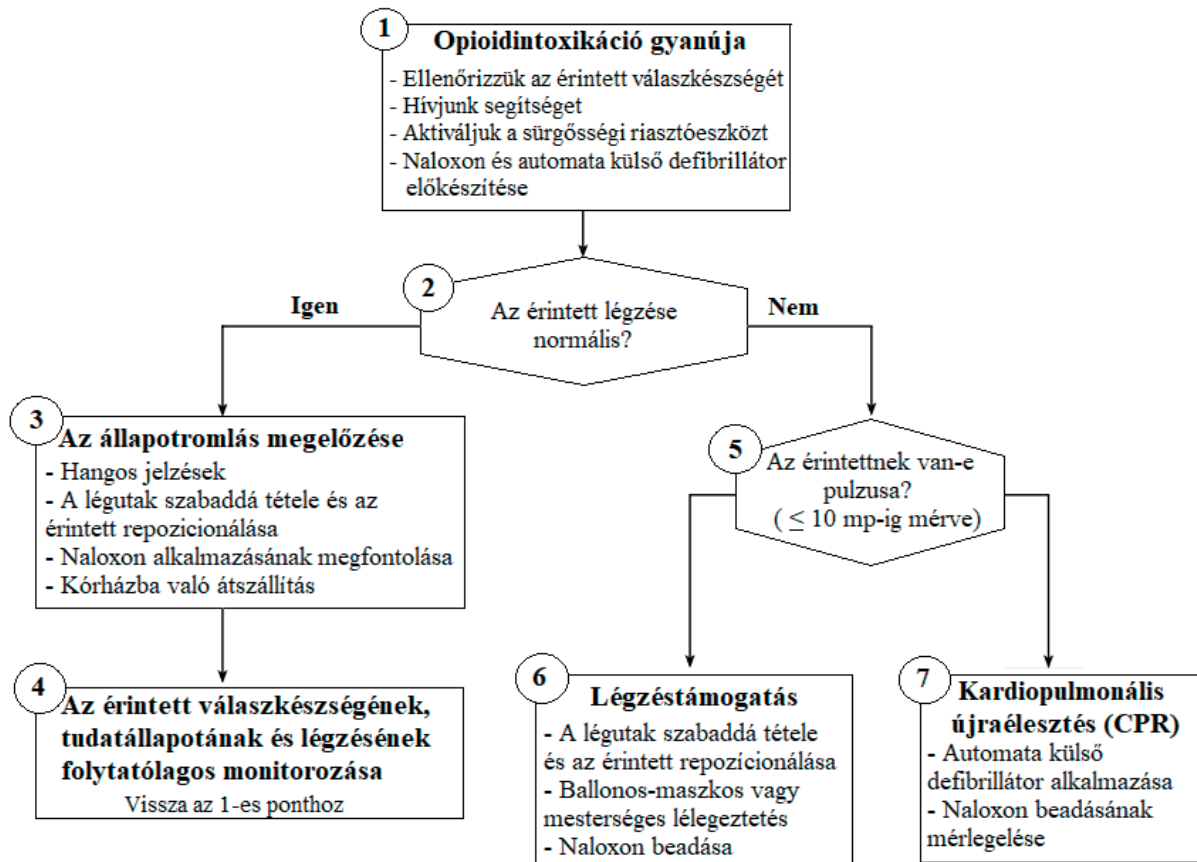 1
Opioidintoxikáció gyanúja
- Ellenőrizzük az érintett válaszkészségét
- Hívjunk segítséget
- Aktiváljuk a sürgősségi riasztóeszközt
- Naloxon és automata külső defibrillátor
előkészítése
2
Az érintett légzése
normális?
Igen
Nem
3
Az állapotromlás megelőzése
- Hangos jelzések
- A légutak szabaddá tétele és az
érintett repozicionálása
- Naloxon alkalmazásának megfontolása
- Kórházba való átszállítás
4
Az érintett válaszkészségének,
tudatállapotának és légzésének
folytatólagos monitorozása
Vissza az 1-es ponthoz
5
Az érintettnek van-e
pulzusa?
( ≤ 10 mp-ig mérve)
6
Légzéstámogatás
- A légutak szabaddá tétele
és az érintett repozícionálása
- Ballonos-maszkos vagy
mesterséges lélegeztetés
- Naloxon beadása
7
Kardiopulmonális
újraélesztés (CPR)
- Automata külső
defibrillátor alkalmazása
- Naloxon beadásának
mérlegelése